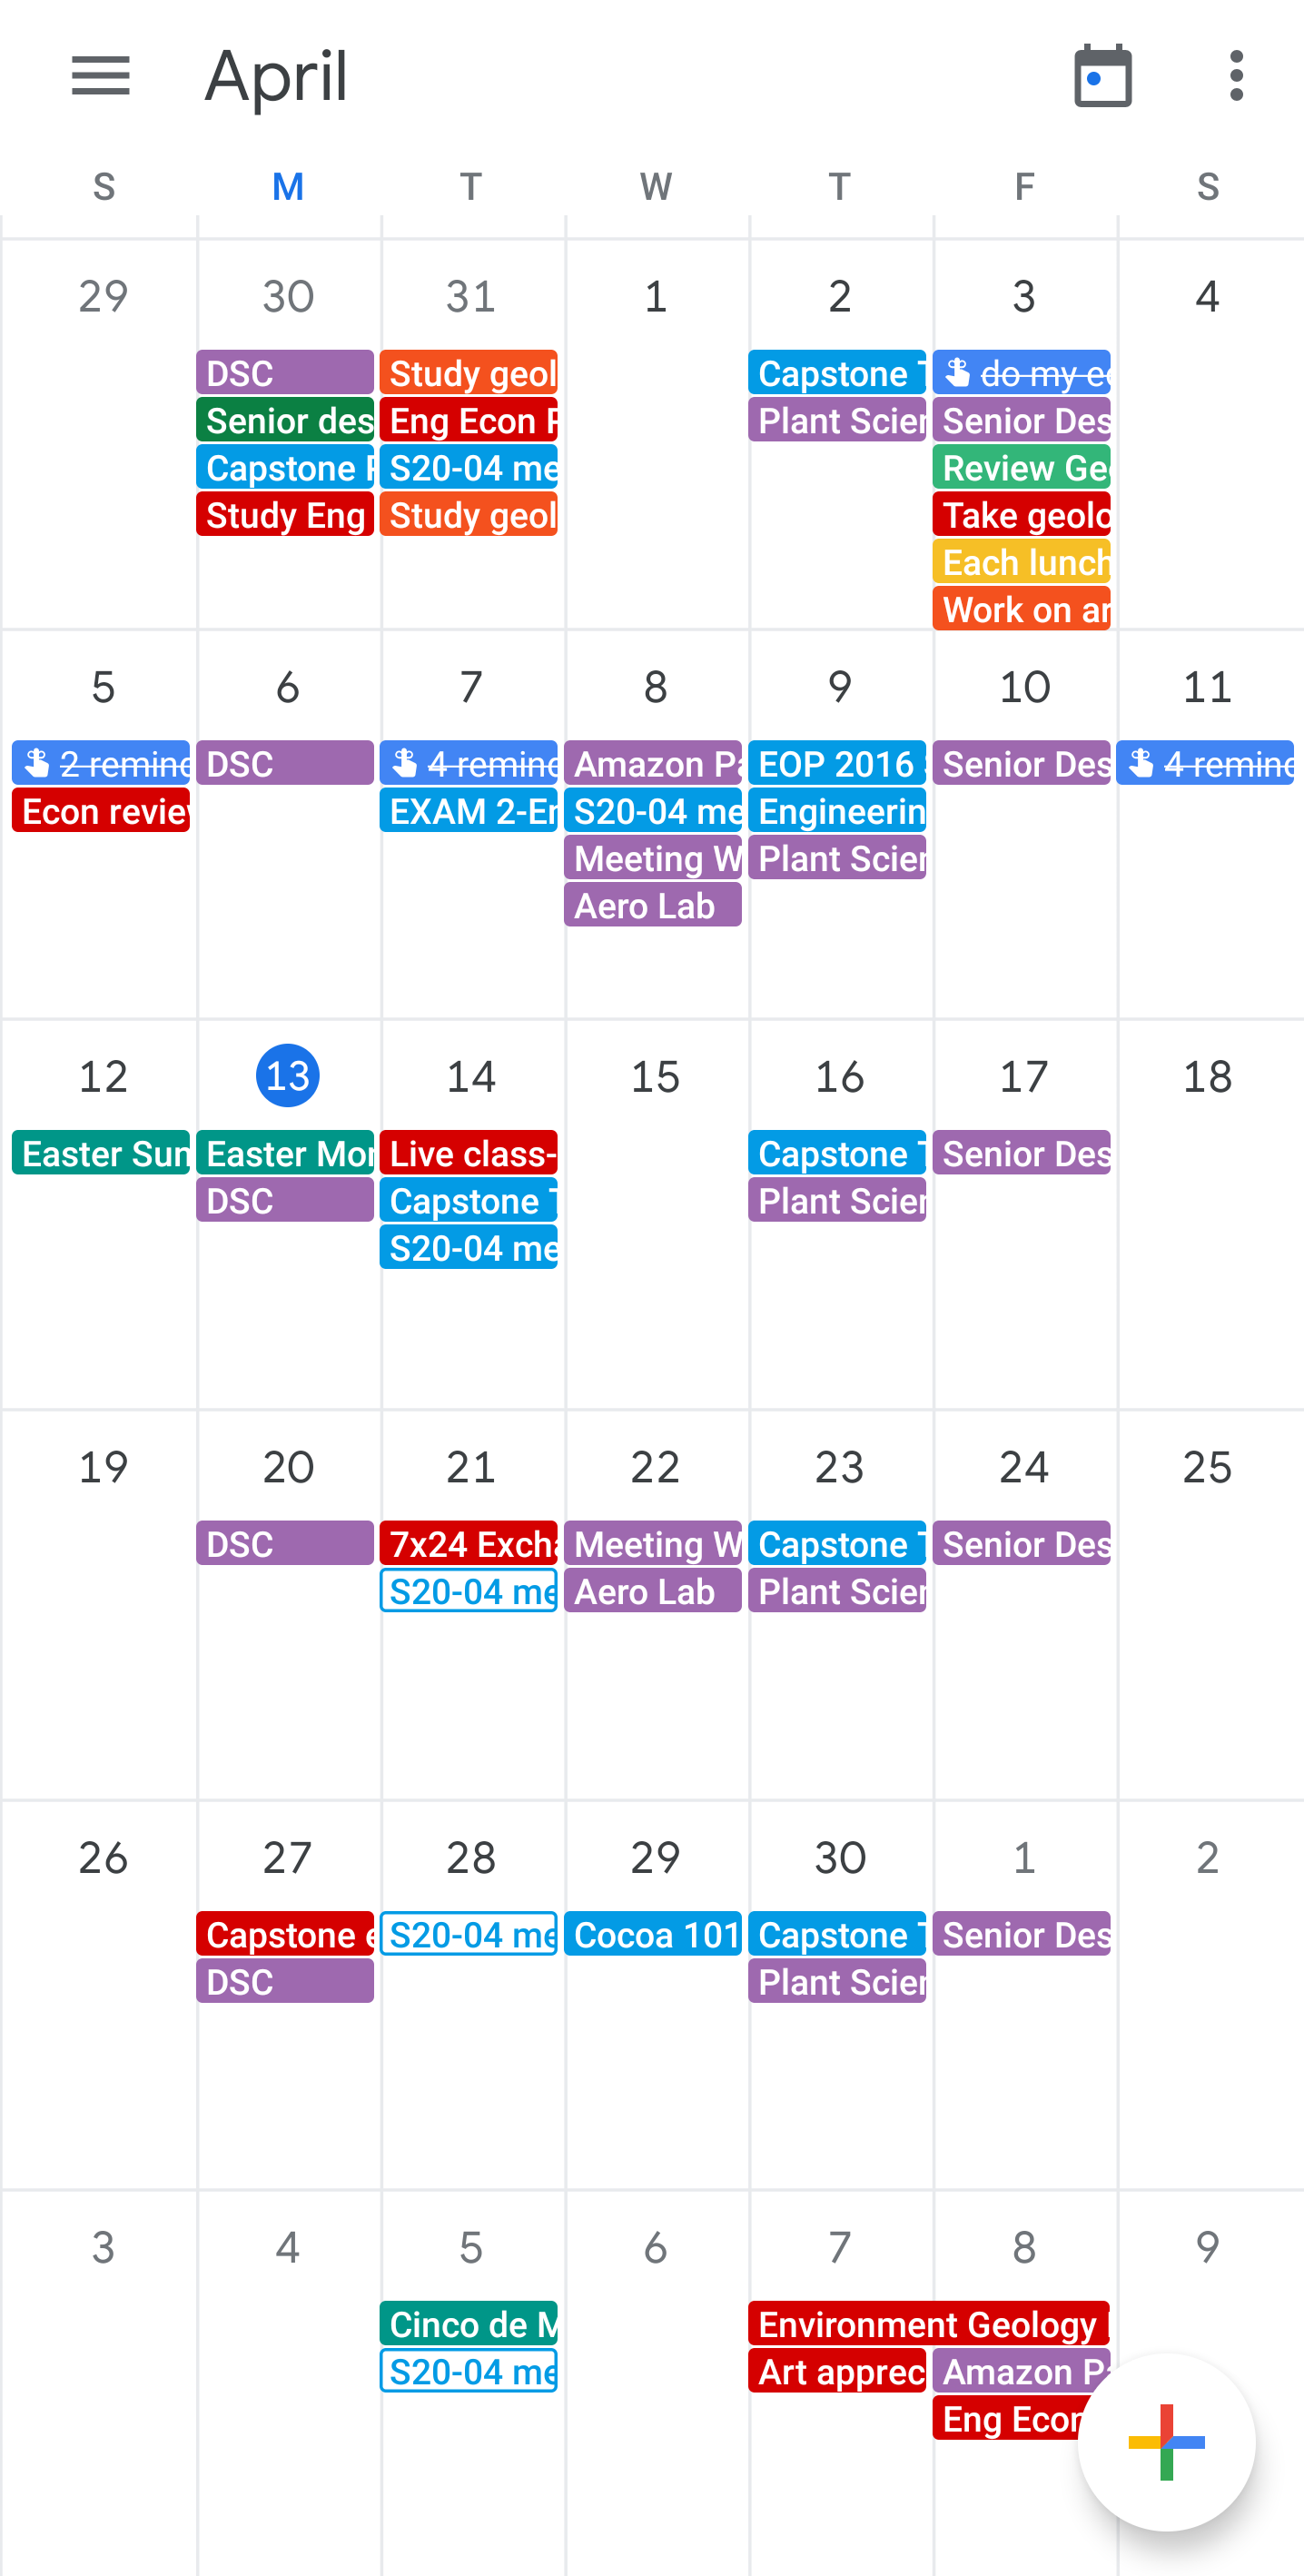 April
S M T W T F S
29 30 31 1 2 3 4
DSC Study geol Capstone do my
Senior des Eng Econ Plant Scien Senior Des
Capstone S20-04 me Review Geo
Study Eng Study geol Take geolo
Each lunch
Work on ar
5 6 7 8 9 10 11
2 remind DSC 4 remind Amazon Pa EOP 2016 Senior Des 4 remind
Econ review EXAM 2-En S20-04 me Engineerin
Meeting W Plant Scien
Aero Lab
12 13 14 15 16 17 18
Easter Sun Easter Mon Live class- Capstone T Senior Des
DSC Capstone T Plant Scien
S20-04 me
19 20 21 22 23 24 25
DSC 7x24 Excha Meeting W Capstone T Senior Des
S20-04 me Aero Lab Plant Scien
26 27 28 29 30 1 2
Capstone e S20-04 me Cocoa 101 Capstone T Senior Des
DSC Plant Scien
3 4 5 6 7 8 9
Cinco de M Environment Geology
S20-04 me Art apprec Amazon Pa
Eng Econ